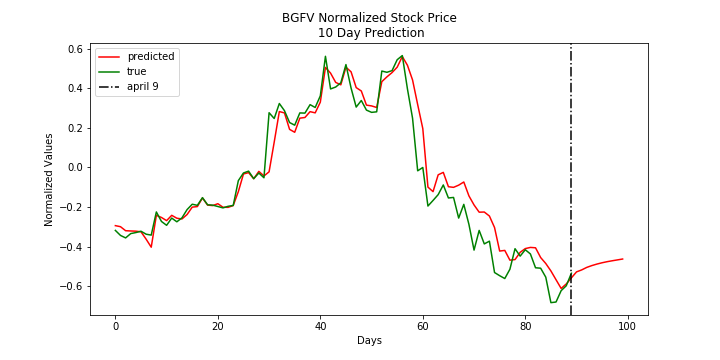 BGFV Normalized Stock Price
10 Day Prediction
predicted
true
april 9
Normalized Values
0.6
0.4
0.2
0.0
−0.2
−0.4
−0.6
0
20
40
60
80
100
Days